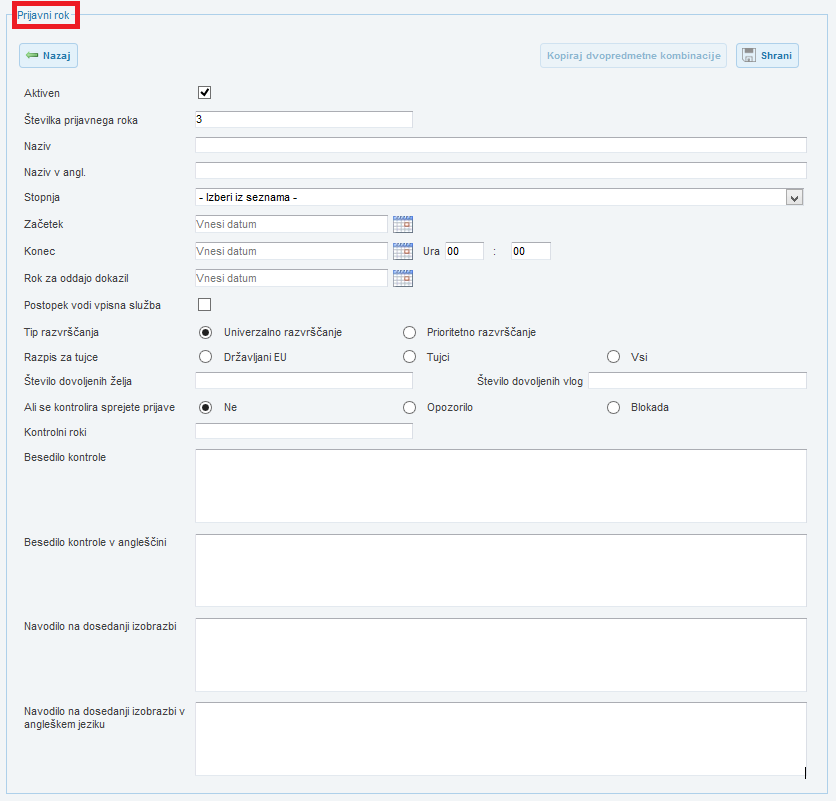 Prijavni rok
Nazaj Kopiraj dvopredmetne kombinacije Shrani
Aktiven
Številka prijavnega roka 3
Naziv
Naziv v angl.
Stopnja - Izberi iz seznama -
Začetek Vnesi datum
Konec Vnesi datum Ura 00 : 00
Rok za oddajo dokazil Vnesi datum
Postopek vodi vpisna služba
Tip razvrščanja Univerzalno razvrščanje Prioritetno razvrščanje
Razpis za tujce Državljani EU Tujci Vsi
Število dovoljenih želja Število dovoljenih vlog
Ali se kontrolira sprejete prijave Ne Opozorilo Blokada
Kontrolni roki
Besedilo kontrole
Besedilo kontrole v angleščini
Navodilo na dosedanji izobrazbi
Navodilo na dosedanji izobrazbi v
angleškem jeziku